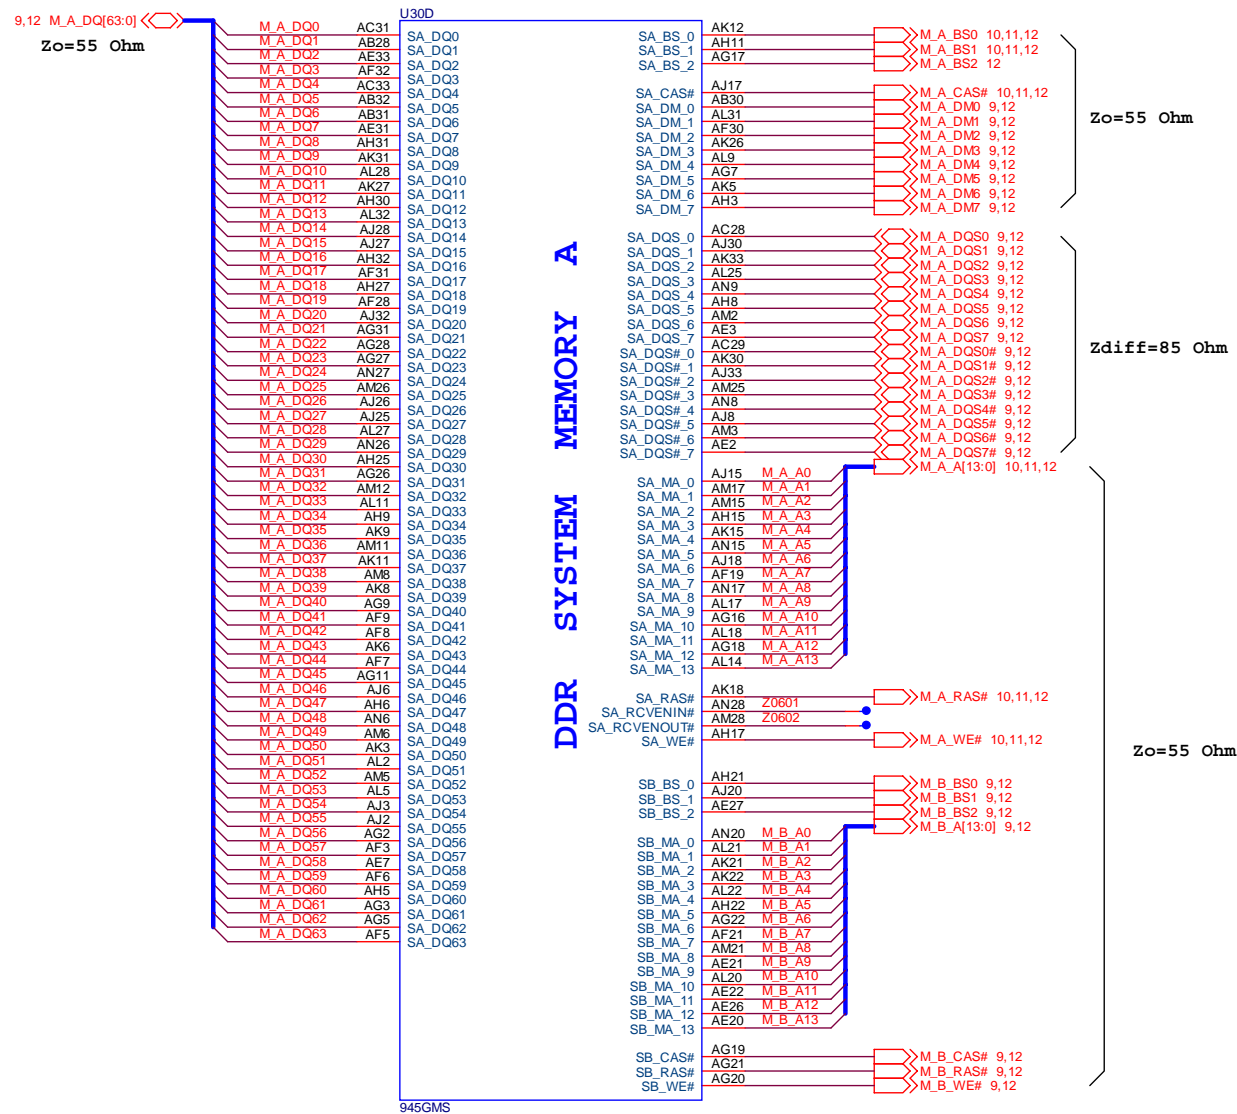 U30D
9,12 M_A_DQ[63:0]
Zo=55 Ohm
M_A_DQ0 AC31 SA_DQ0
M_A_DQ1 AB28 SA_DQ1
M_A_DQ2 AE33 SA_DQ2
M_A_DQ3 AF32 SA_DQ3
M_A_DQ4 AC33 SA_DQ4
M_A_DQ5 AB32 SA_DQ5
M_A_DQ6 AB31 SA_DQ6
M_A_DQ7 AE31 SA_DQ7
M_A_DQ8 AH31 SA_DQ8
M_A_DQ9 AK31 SA_DQ9
M_A_DQ10 AL28 SA_DQ10
M_A_DQ11 AK27 SA_DQ11
M_A_DQ12 AH30 SA_DQ12
M_A_DQ13 AL32 SA_DQ13
M_A_DQ14 AJ28 SA_DQ14
M_A_DQ15 AJ27 SA_DQ15
M_A_DQ16 AH32 SA_DQ16
M_A_DQ17 AF31 SA_DQ17
M_A_DQ18 AH27 SA_DQ18
M_A_DQ19 AF28 SA_DQ19
M_A_DQ20 AJ32 SA_DQ20
M_A_DQ21 AG31 SA_DQ21
M_A_DQ22 AG28 SA_DQ22
M_A_DQ23 AG27 SA_DQ23
M_A_DQ24 AN27 SA_DQ24
M_A_DQ25 AM26 SA_DQ25
M_A_DQ26 AJ26 SA_DQ26
M_A_DQ27 AJ25 SA_DQ27
M_A_DQ28 AL27 SA_DQ28
M_A_DQ29 AN26 SA_DQ29
M_A_DQ30 AH25 SA_DQ30
M_A_DQ31 AG26 SA_DQ31
M_A_DQ32 AM12 SA_DQ32
M_A_DQ33 AL11 SA_DQ33
M_A_DQ34 AH9 SA_DQ34
M_A_DQ35 AK9 SA_DQ35
M_A_DQ36 AM11 SA_DQ36
M_A_DQ37 AK11 SA_DQ37
M_A_DQ38 AM8 SA_DQ38
M_A_DQ39 AK8 SA_DQ39
M_A_DQ40 AG9 SA_DQ40
M_A_DQ41 AF9 SA_DQ41
M_A_DQ42 AF8 SA_DQ42
M_A_DQ43 AK6 SA_DQ43
M_A_DQ44 AF7 SA_DQ44
M_A_DQ45 AG11 SA_DQ45
M_A_DQ46 AJ6 SA_DQ46
M_A_DQ47 AH6 SA_DQ47
M_A_DQ48 AN6 SA_DQ48
M_A_DQ49 AM6 SA_DQ49
M_A_DQ50 AK3 SA_DQ50
M_A_DQ51 AL2 SA_DQ51
M_A_DQ52 AM5 SA_DQ52
M_A_DQ53 AL5 SA_DQ53
M_A_DQ54 AJ3 SA_DQ54
M_A_DQ55 AJ2 SA_DQ55
M_A_DQ56 AG2 SA_DQ56
M_A_DQ57 AF3 SA_DQ57
M_A_DQ58 AE7 SA_DQ58
M_A_DQ59 AF6 SA_DQ59
M_A_DQ60 AH5 SA_DQ60
M_A_DQ61 AG3 SA_DQ61
M_A_DQ62 AG5 SA_DQ62
M_A_DQ63 AF5 SA_DQ63
DDR SYSTEM MEMORY A
SA_BS_0 AK12 M_A_BS0 10,11,12
SA_BS_1 AH11 M_A_BS1 10,11,12
SA_BS_2 AG17 M_A_BS2 12
SA_CAS# AJ17 M_A_CAS# 10,11,12
SA_DM_0 AB30 M_A_DM0 9,12
SA_DM_1 AL31 M_A_DM1 9,12
SA_DM_2 AF30 M_A_DM2 9,12
SA_DM_3 AK26 M_A_DM3 9,12
SA_DM_4 AL9 M_A_DM4 9,12
SA_DM_5 AG7 M_A_DM5 9,12
SA_DM_6 AK5 M_A_DM6 9,12
SA_DM_7 AH3 M_A_DM7 9,12
Zo=55 Ohm
SA_DQS_0 AC28 M_A_DQS0 9,12
SA_DQS_1 AJ30 M_A_DQS1 9,12
SA_DQS_2 AK33 M_A_DQS2 9,12
SA_DQS_3 AL25 M_A_DQS3 9,12
SA_DQS_4 AN9 M_A_DQS4 9,12
SA_DQS_5 AH8 M_A_DQS5 9,12
SA_DQS_6 AM2 M_A_DQS6 9,12
SA_DQS_7 AE3 M_A_DQS7 9,12
SA_DQS#_0 AC29 M_A_DQS0# 9,12
SA_DQS#_1 AK30 M_A_DQS1# 9,12
SA_DQS#_2 AJ33 M_A_DQS2# 9,12
SA_DQS#_3 AM25 M_A_DQS3# 9,12
SA_DQS#_4 AN8 M_A_DQS4# 9,12
SA_DQS#_5 AJ8 M_A_DQS5# 9,12
SA_DQS#_6 AM3 M_A_DQS6# 9,12
SA_DQS#_7 AE2 M_A_DQS7# 9,12
Zdiff=85 Ohm
M_A_A[13:0] 10,11,12
SA_MA_0 AJ15 M_A_A0
SA_MA_1 AM17 M_A_A1
SA_MA_2 AM15 M_A_A2
SA_MA_3 AH15 M_A_A3
SA_MA_4 AK15 M_A_A4
SA_MA_5 AN15 M_A_A5
SA_MA_6 AJ18 M_A_A6
SA_MA_7 AF19 M_A_A7
SA_MA_8 AN17 M_A_A8
SA_MA_9 AL17 M_A_A9
SA_MA_10 AG16 M_A_A10
SA_MA_11 AL18 M_A_A11
SA_MA_12 AG18 M_A_A12
SA_MA_13 AL14 M_A_A13
SA_RAS# AK18 M_A_RAS# 10,11,12
SA_RCVENIN# AN28 Z0601
SA_RCVENOUT# AM28 Z0602
SA_WE# AH17 M_A_WE# 10,11,12
Zo=55 Ohm
SB_BS_0 AH21 M_B_BS0 9,12
SB_BS_1 AJ20 M_B_BS1 9,12
SB_BS_2 AE27 M_B_BS2 9,12
M_B_A[13:0] 9,12
SB_MA_0 AN20 M_B_A0
SB_MA_1 AL21 M_B_A1
SB_MA_2 AK21 M_B_A2
SB_MA_3 AK22 M_B_A3
SB_MA_4 AL22 M_B_A4
SB_MA_5 AH22 M_B_A5
SB_MA_6 AG22 M_B_A6
SB_MA_7 AF21 M_B_A7
SB_MA_8 AM21 M_B_A8
SB_MA_9 AE21 M_B_A9
SB_MA_10 AL20 M_B_A10
SB_MA_11 AE22 M_B_A11
SB_MA_12 AE26 M_B_A12
SB_MA_13 AE20 M_B_A13
SB_CAS# AG19 M_B_CAS# 9,12
SB_RAS# AG21 M_B_RAS# 9,12
SB_WE# AG20 M_B_WE# 9,12
945GMS